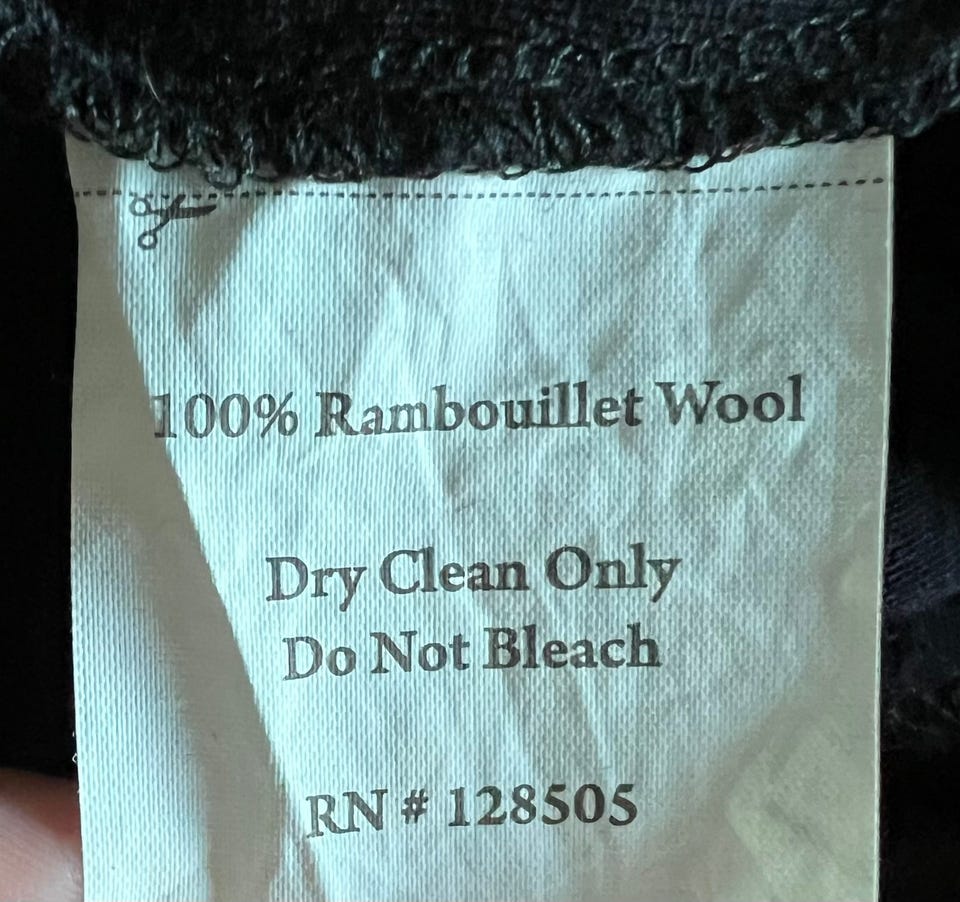 100% Rambouillet Wool
Dry Clean Only
Do Not Bleach
RN # 128505